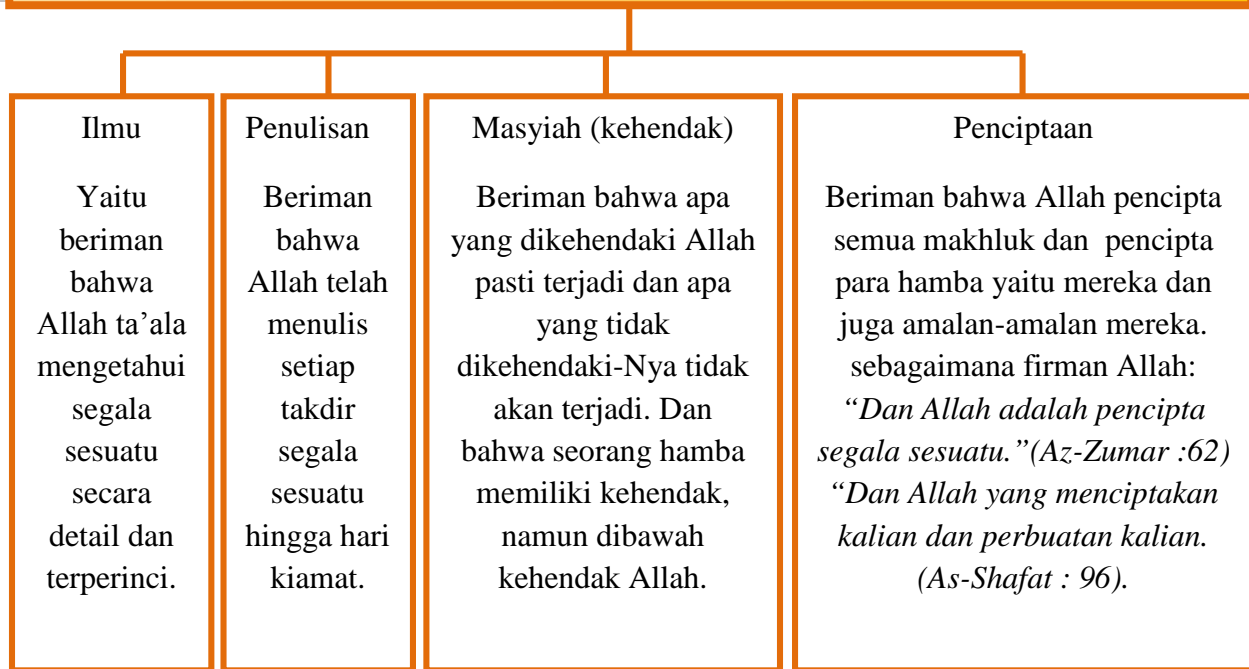 Ilmu
Yaitu
beriman
bahwa
Allah ta’ala
mengetahui
segala
sesuatu
secara
detail dan
terperinci.
Penulisan
Beriman
bahwa
Allah telah
menulis
setiap
takdir
segala
sesuatu
hingga hari
kiamat.
Masyiah (kehendak)
Beriman bahwa apa
yang dikehendaki Allah
pasti terjadi dan apa
yang tidak
dikehendaki-Nya tidak
akan terjadi. Dan
bahwa seorang hamba
memiliki kehendak,
namun dibawah
kehendak Allah.
Penciptaan
Beriman bahwa Allah pencipta
semua makhluk dan pencipta
para hamba yaitu mereka dan
juga amalan-amalan mereka.
sebagaimana firman Allah:
“Dan Allah adalah pencipta
segala sesuatu.”(Az-Zumar :62)
“Dan Allah yang menciptakan
kalian dan perbuatan kalian.
(As-Shafat : 96).